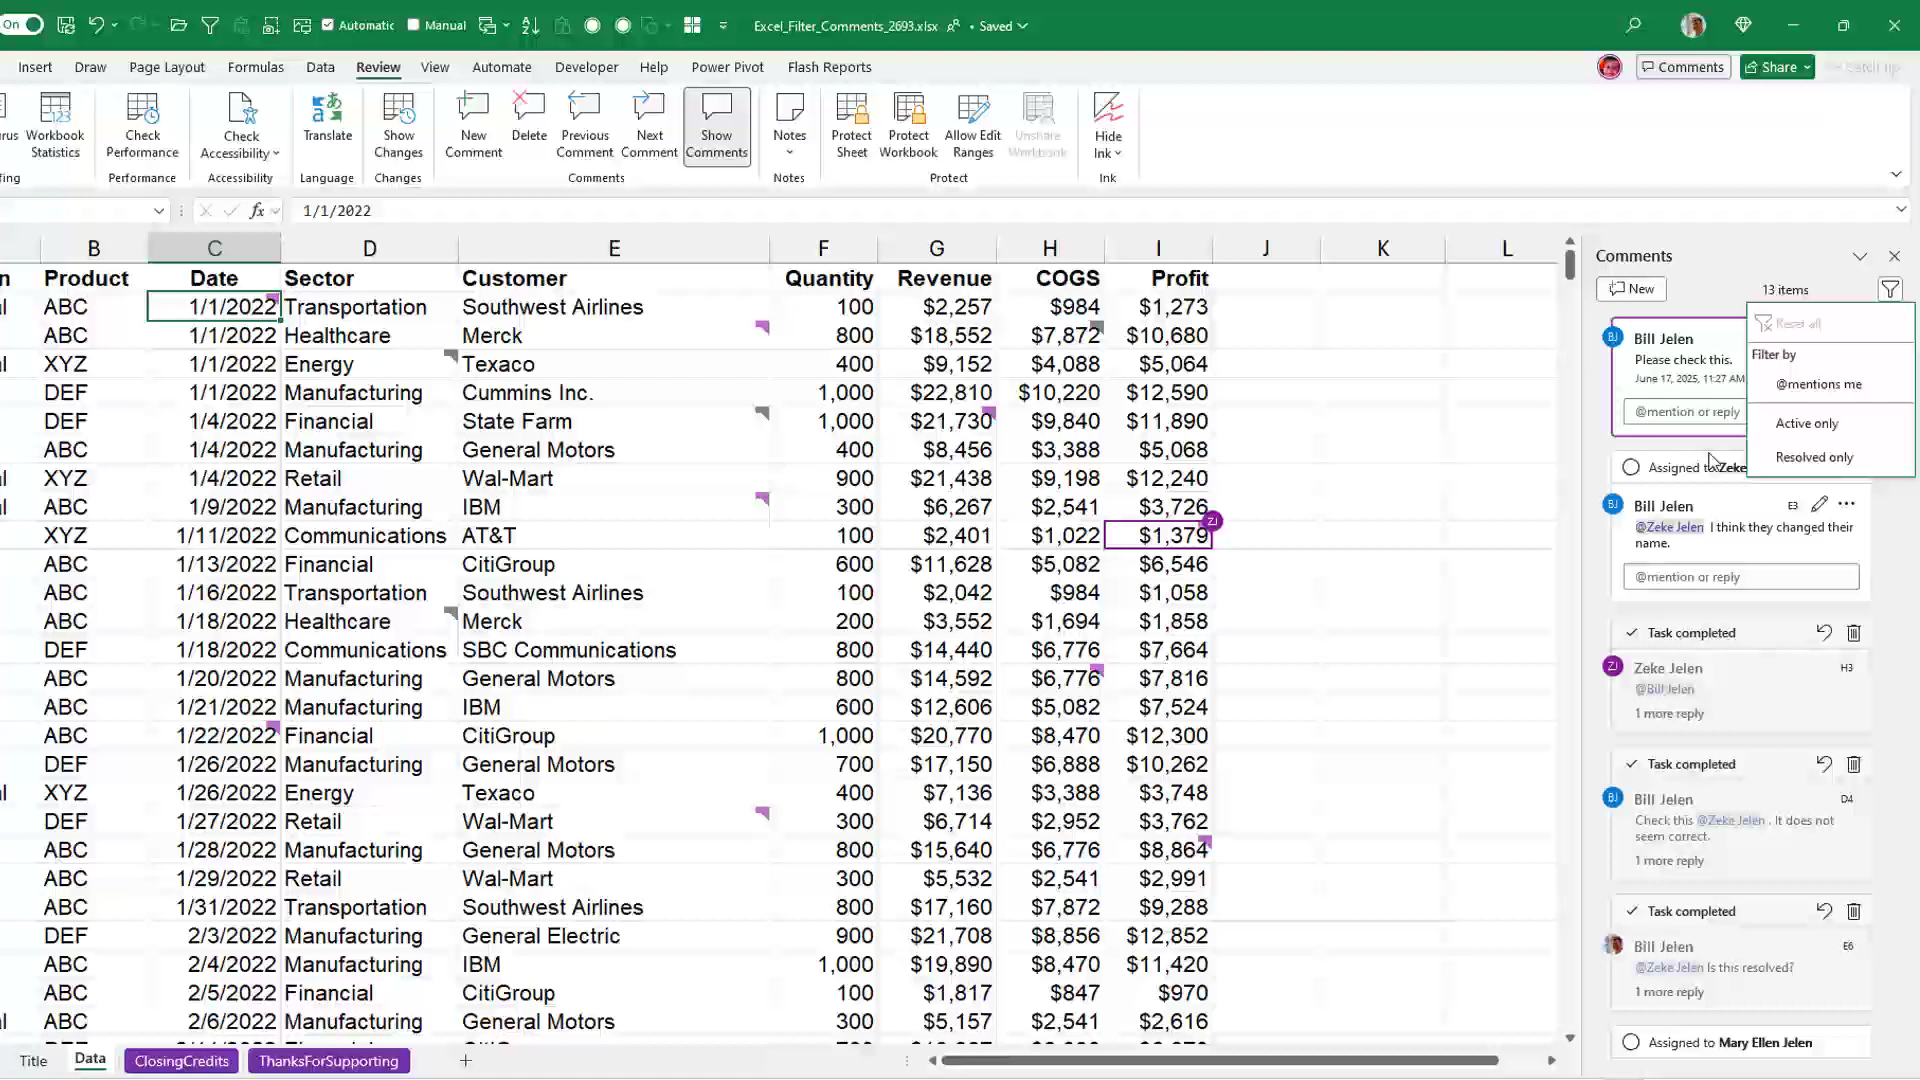 On
Automatic
Manual
Excel_Filter_Comments_2693.xlsx • Saved
Insert Draw Page Layout Formulas Data Review View Automate Developer Help Power Pivot Flash Reports
Comments
Share
Workbook Statistics
Check Performance
Check Accessibility
Translate
Show Changes
New Comment
Delete
Previous Comment
Next Comment
Show Comments
Notes
Protect Sheet
Protect Workbook
Allow Edit Ranges
Unshare Workbook
Hide Ink
Performance Accessibility Language Changes Comments Notes Protect Ink
fx 1/1/2022
B C D E F G H I J K L
Product Date Sector Customer Quantity Revenue COGS Profit
ABC 1/1/2022 Transportation Southwest Airlines 100 $2,257 $984 $1,273
ABC 1/1/2022 Healthcare Merck 800 $18,552 $7,872 $10,680
XYZ 1/1/2022 Energy Texaco 400 $9,152 $4,088 $5,064
DEF 1/1/2022 Manufacturing Cummins Inc. 1,000 $22,810 $10,220 $12,590
DEF 1/4/2022 Financial State Farm 1,000 $21,730 $9,840 $11,890
ABC 1/4/2022 Manufacturing General Motors 400 $8,456 $3,388 $5,068
XYZ 1/4/2022 Retail Wal-Mart 900 $21,438 $9,198 $12,240
ABC 1/9/2022 Manufacturing IBM 300 $6,267 $2,541 $3,726
XYZ 1/11/2022 Communications AT&T 100 $2,401 $1,022 $1,379
ZJ
ABC 1/13/2022 Financial CitiGroup 600 $11,628 $5,082 $6,546
ABC 1/16/2022 Transportation Southwest Airlines 100 $2,042 $984 $1,058
ABC 1/18/2022 Healthcare Merck 200 $3,552 $1,694 $1,858
DEF 1/18/2022 Communications SBC Communications 800 $14,440 $6,776 $7,664
ABC 1/20/2022 Manufacturing General Motors 800 $14,592 $6,776 $7,816
ABC 1/21/2022 Manufacturing IBM 600 $12,606 $5,082 $7,524
ABC 1/22/2022 Financial CitiGroup 1,000 $20,770 $8,470 $12,300
DEF 1/26/2022 Manufacturing General Motors 700 $17,150 $6,888 $10,262
XYZ 1/26/2022 Energy Texaco 400 $7,136 $3,388 $3,748
DEF 1/27/2022 Retail Wal-Mart 300 $6,714 $2,952 $3,762
ABC 1/28/2022 Manufacturing General Motors 800 $15,640 $6,776 $8,864
ABC 1/29/2022 Retail Wal-Mart 300 $5,532 $2,541 $2,991
ABC 1/31/2022 Transportation Southwest Airlines 800 $17,160 $7,872 $9,288
DEF 2/3/2022 Manufacturing General Electric 900 $21,708 $8,856 $12,852
ABC 2/4/2022 Manufacturing IBM 1,000 $19,890 $8,470 $11,420
ABC 2/5/2022 Financial CitiGroup 100 $1,817 $847 $970
ABC 2/6/2022 Manufacturing General Motors 300 $5,157 $2,541 $2,616
Title Data ClosingCredits ThanksForSupporting
Comments
New
13 items
Reset all
Filter by
@mentions me
Active only
Resolved only
BJ Bill Jelen
Please check this.
June 17, 2025, 11:27 AM
@mention or reply
Assigned to Zeke
BJ Bill Jelen E3
@Zeke Jelen I think they changed their
name.
@mention or reply
Task completed
ZJ Zeke Jelen H3
@Bill Jelen
1 more reply
Task completed
BJ Bill Jelen D4
Check this @Zeke Jelen . It does not
seem correct.
1 more reply
Task completed
Bill Jelen E6
@Zeke Jelen Is this resolved?
1 more reply
Assigned to Mary Ellen Jelen